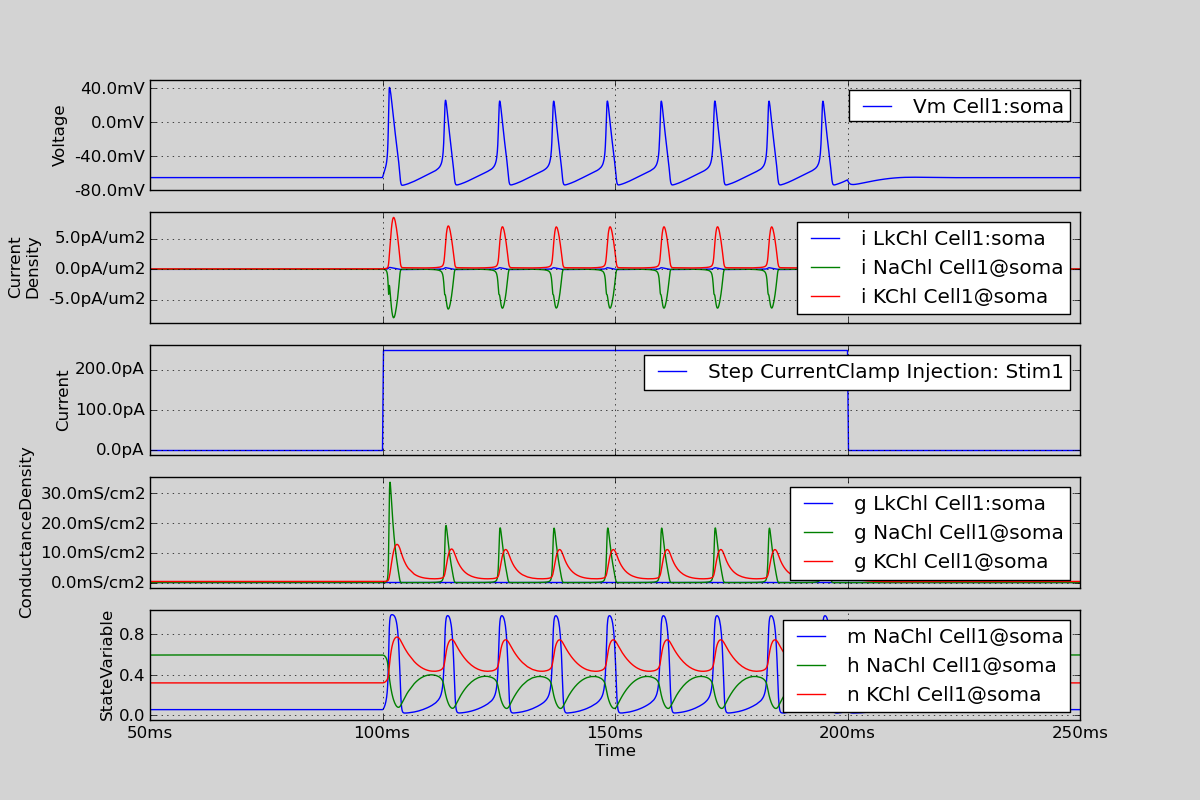 40.0mV
0.0mV
-40.0mV
-80.0mV
Voltage
Vm Cell1:soma
5.0pA/um2
0.0pA/um2
-5.0pA/um2
Current
Density
i LkChl Cell1:soma
i NaChl Cell1@soma
i KChl Cell1@soma
200.0pA
100.0pA
0.0pA
Current
Step CurrentClamp Injection: Stim1
30.0mS/cm2
20.0mS/cm2
10.0mS/cm2
0.0mS/cm2
ConductanceDensity
g LkChl Cell1:soma
g NaChl Cell1@soma
g KChl Cell1@soma
0.8
0.4
0.0
StateVariable
m NaChl Cell1@soma
h NaChl Cell1@soma
n KChl Cell1@soma
50ms 100ms 150ms 200ms 250ms
Time